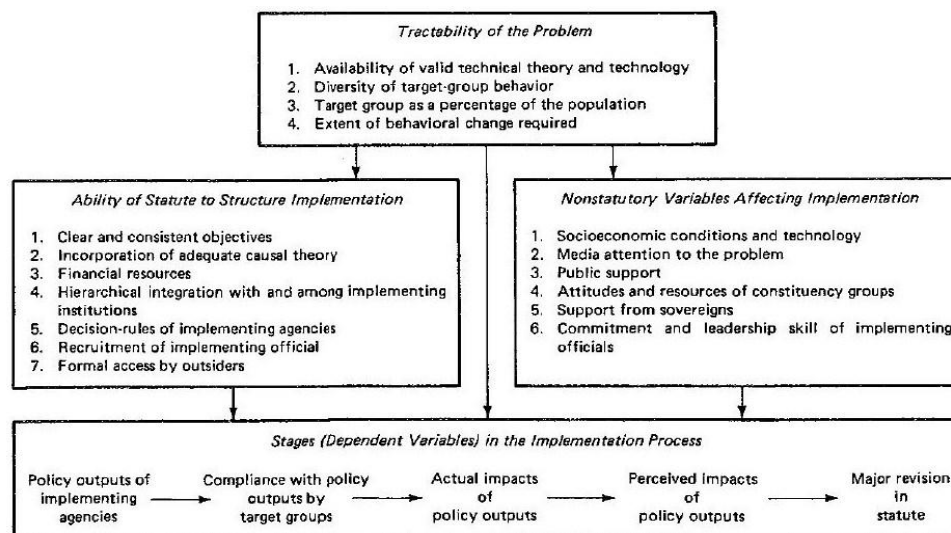 Tractability of the Problem
1. Availability of valid technical theory and technology
2. Diversity of target-group behavior
3. Target group as a percentage of the population
4. Extent of behavioral change required
Ability of Statute to Structure Implementation
1. Clear and consistent objectives
2. Incorporation of adequate causal theory
3. Financial resources
4. Hierarchical integration with and among implementing
institutions
5. Decision-rules of implementing agencies
6. Recruitment of implementing official
7. Formal access by outsiders
Nonstatutory Variables Affecting Implementation
1. Socioeconomic conditions and technology
2. Media attention to the problem
3. Public support
4. Attitudes and resources of constituency groups
5. Support from sovereigns
6. Commitment and leadership skill of implementing
officials
Stages (Dependent Variables) in the Implementation Process
Policy outputs of
implementing
agencies
Compliance with policy
outputs by
target groups
Actual impacts
of
policy outputs
Perceived Impacts
of
policy outputs
Major revision
in
statute